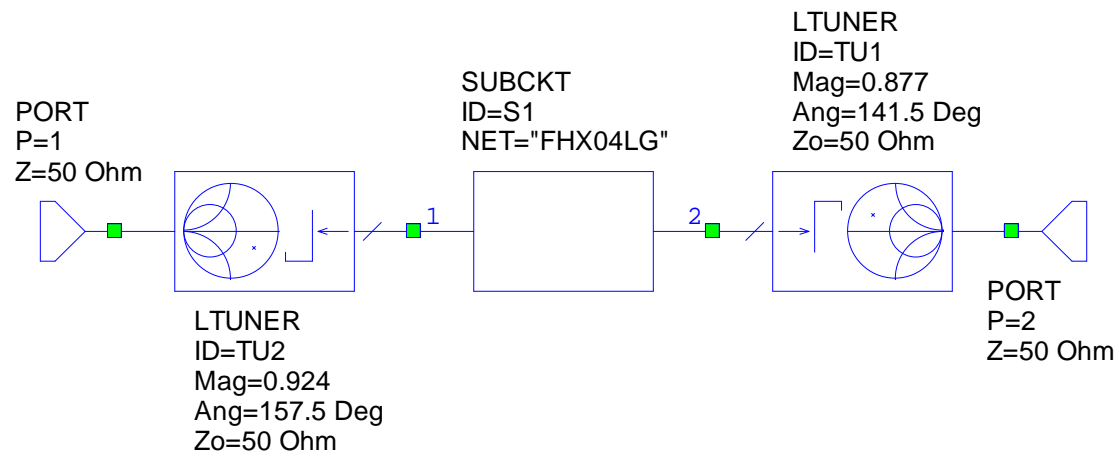 LTUNER
ID=TU1
Mag=0.877
Ang=141.5 Deg
Zo=50 Ohm
SUBCKT
ID=S1
NET="FHX04LG"
PORT
P=1
Z=50 Ohm
1
2
LTUNER
ID=TU2
Mag=0.924
Ang=157.5 Deg
Zo=50 Ohm
PORT
P=2
Z=50 Ohm